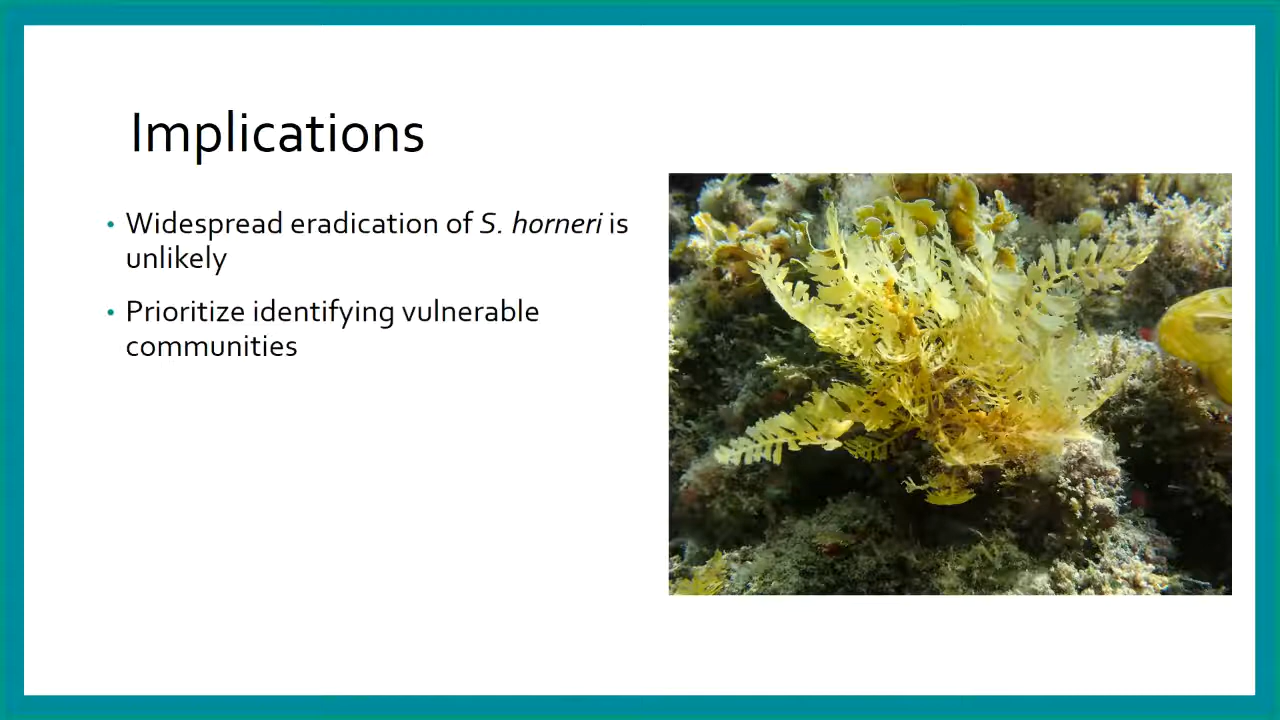 Implications
• Widespread eradication of S. horneri is
unlikely
• Prioritize identifying vulnerable
communities